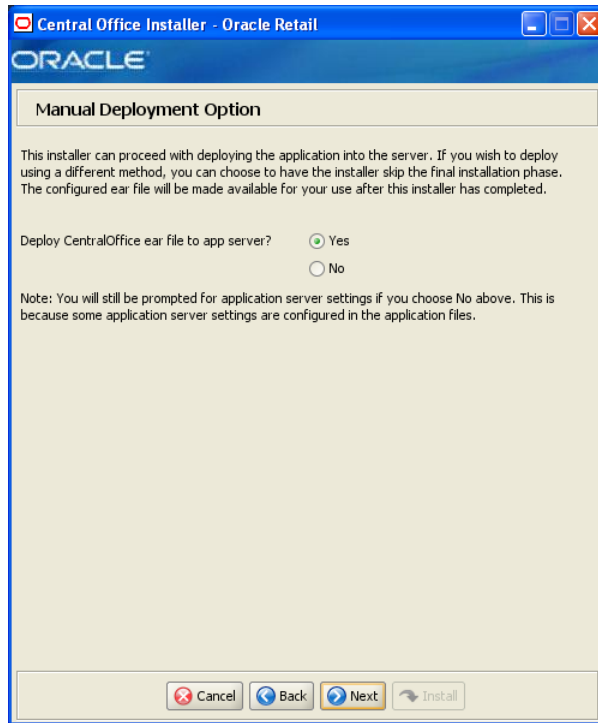 Central Office Installer - Oracle Retail
ORACLE
Manual Deployment Option
This installer can proceed with deploying the application into the server. If you wish to deploy
using a different method, you can choose to have the installer skip the final installation phase.
The configured ear file will be made available for your use after this installer has completed.
Deploy CentralOffice ear file to app server? Yes
No
Note: You will still be prompted for application server settings if you choose No above. This is
because some application server settings are configured in the application files.
Cancel Back Next Install